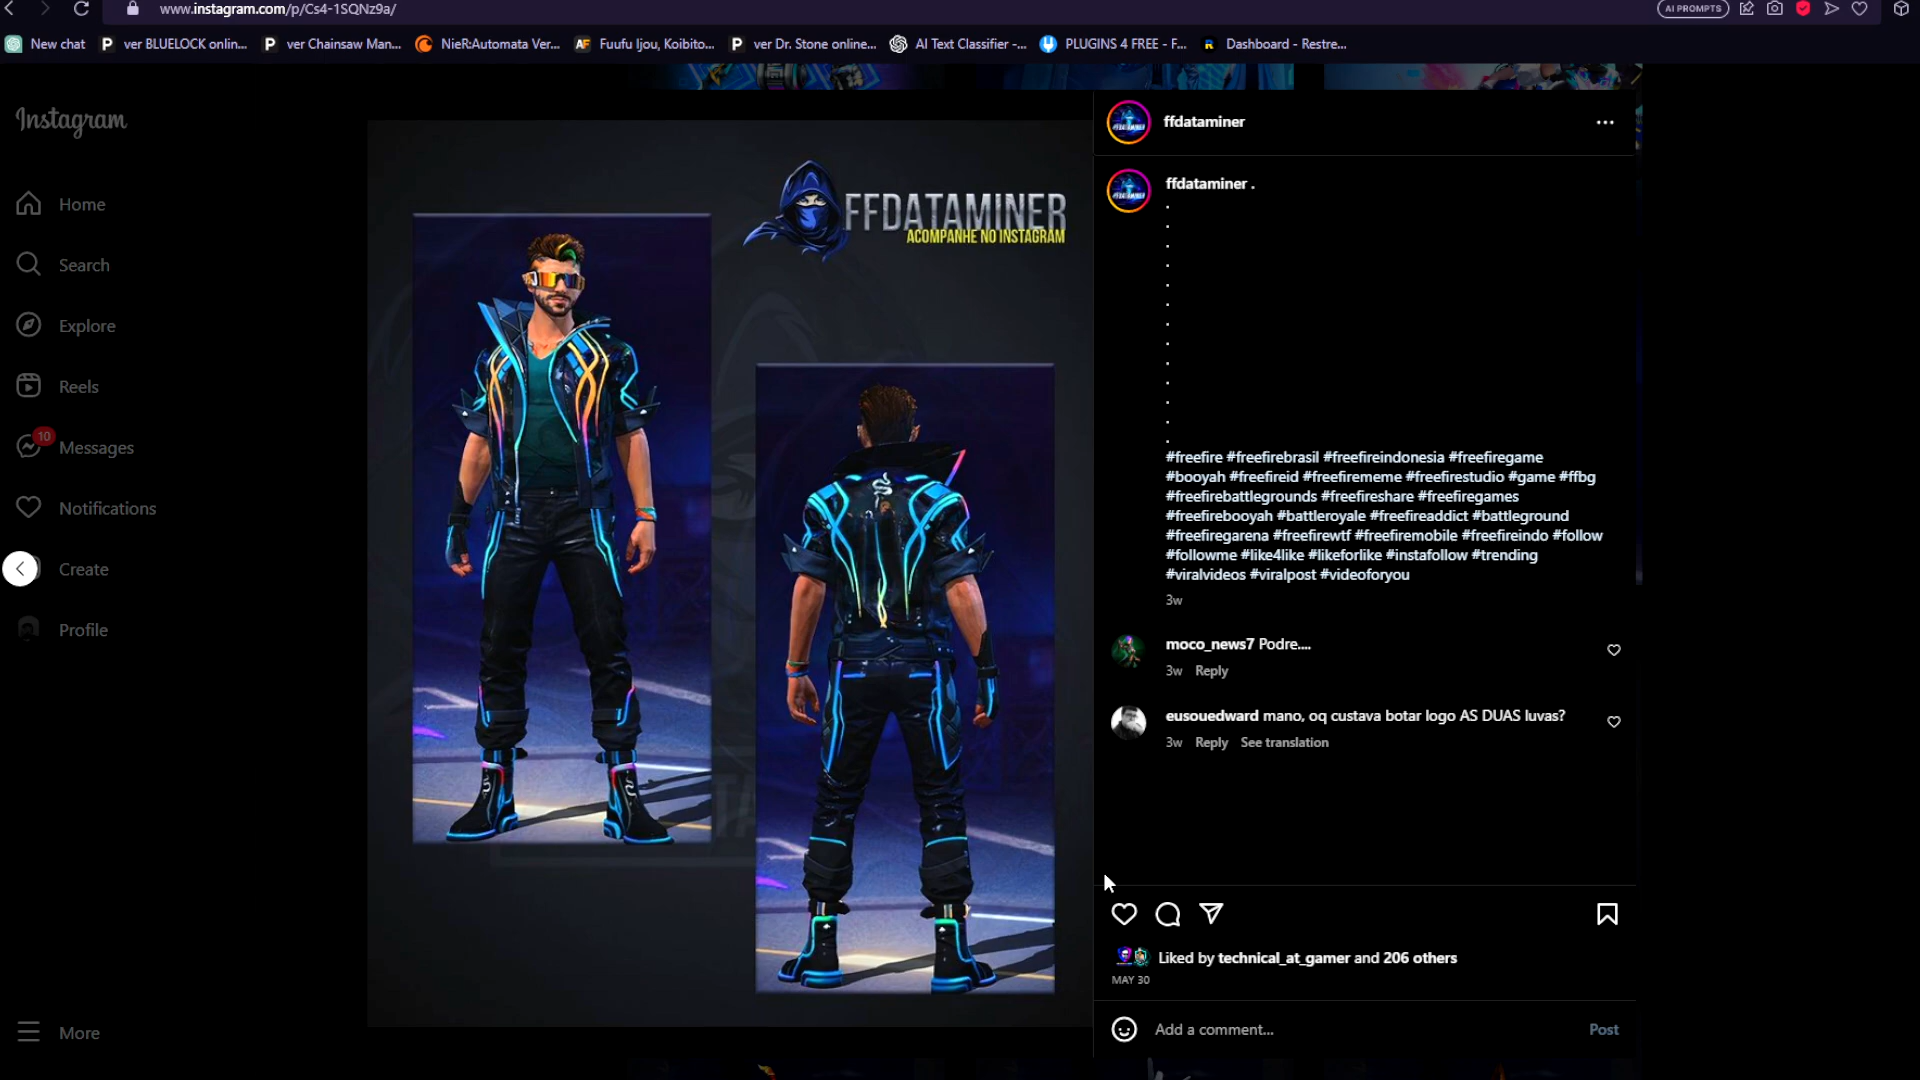 www.instagram.com/p/Cs4-1SQNz9a/
AI PROMPTS
New chat
ver BLUELOCK onlin...
ver Chainsaw Man...
NieR:Automata Ver...
Fuufu Ijou, Koibito...
ver Dr. Stone online...
AI Text Classifier -...
PLUGINS 4 FREE - F...
Dashboard - Restre...
Instagram
Home
Search
Explore
Reels
10
Messages
Notifications
Create
Profile
More
FFDATAMINER
ACOMPANHE NO INSTAGRAM
ffdataminer
ffdataminer .
.
.
.
.
.
.
.
.
.
.
.
.
.
#freefire #freefirebrasil #freefireindonesia #freefiregame
#booyah #freefireid #freefirememe #freefirestudio #game #ffbg
#freefirebattlegrounds #freefireshare #freefiregames
#freefirebooyah #battleroyale #freefireaddict #battleground
#freefiregarena #freefirewtf #freefiremobile #freefireindo #follow
#followme #like4like #likeforlike #instafollow #trending
#viralvideos #viralpost #videoforyou
3w
moco_news7 Podre....
3w Reply
eusouedward mano, oq custava botar logo AS DUAS luvas?
3w Reply See translation
Liked by technical_at_gamer and 206 others
MAY 30
Add a comment...
Post